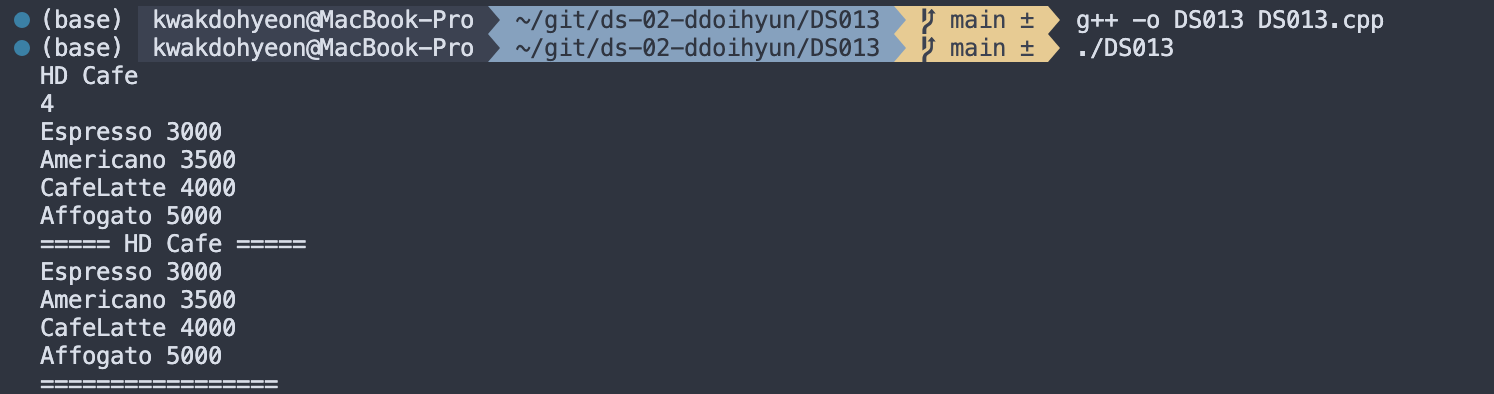 (base) kwakdohyeon@MacBook-Pro ~/git/ds-02-ddoihyun/DS013 main ± g++ -o DS013 DS013.cpp
(base) kwakdohyeon@MacBook-Pro ~/git/ds-02-ddoihyun/DS013 main ± ./DS013
HD Cafe
4
Espresso 3000
Americano 3500
CafeLatte 4000
Affogato 5000
===== HD Cafe =====
Espresso 3000
Americano 3500
CafeLatte 4000
Affogato 5000
=================